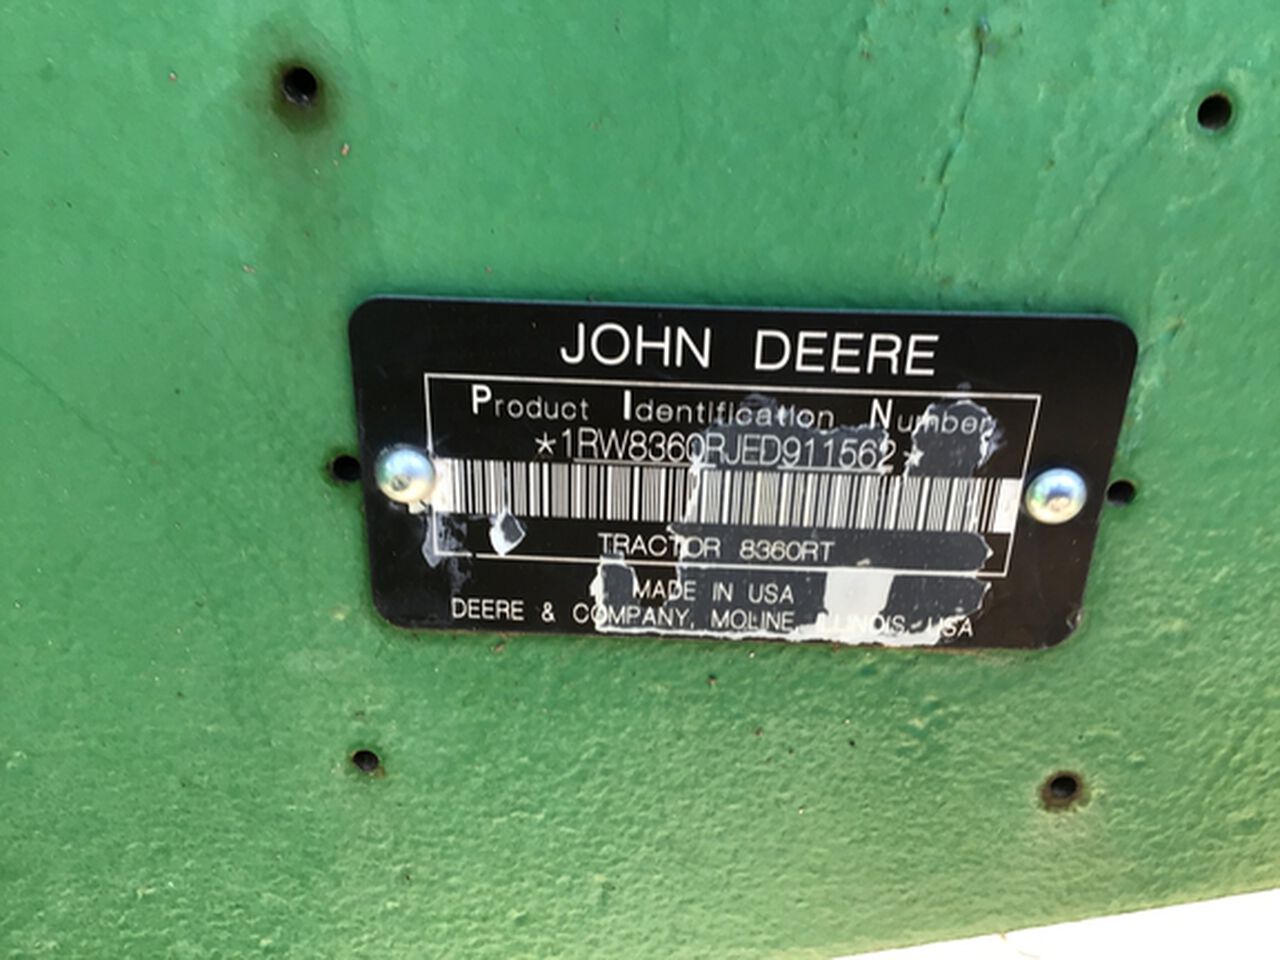 JOHN DEERE
Product Identification Number
*1RW8360RJED911562*
TRACTOR 8360RT
MADE IN USA
DEERE & COMPANY, MOLINE, ILLINOIS, USA